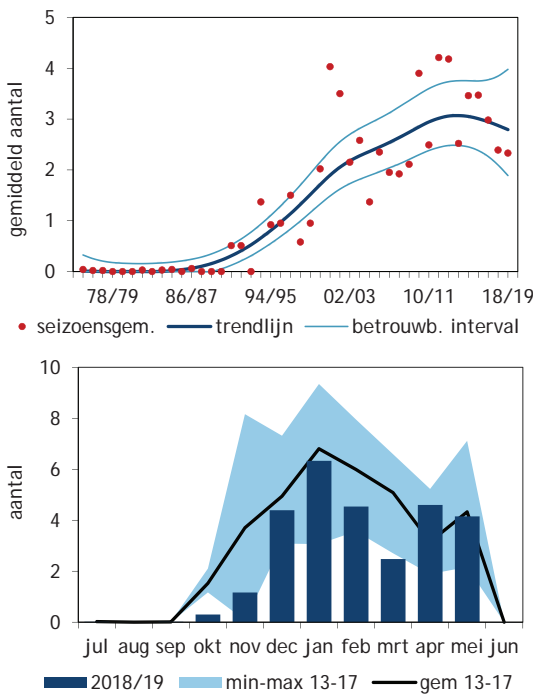 5
4
3
2
1
0
gemiddeld aantal
78/79 86/87 94/95 02/03 10/11 18/19
seizoensgem. trendlijn betrouwb. interval
10
8
6
4
2
0
aantal
jul aug sep okt nov dec jan feb mrt apr mei jun
2018/19 min-max 13-17 gem 13-17